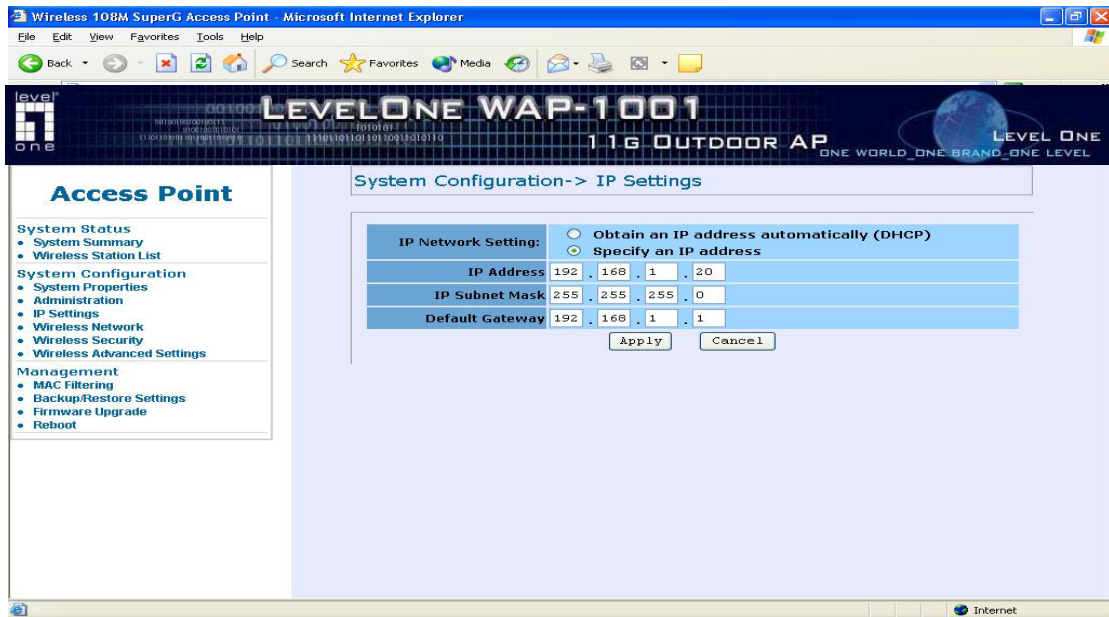 Wireless 108M SuperG Access Point - Microsoft Internet Explorer
File Edit View Favorites Tools Help
Back Search Favorites Media
level one
LEVELONE WAP-1001
11G OUTDOOR AP
LEVEL ONE
ONE WORLD_ONE BRAND_ONE LEVEL
Access Point
System Status
System Summary
Wireless Station List
System Configuration
System Properties
Administration
IP Settings
Wireless Network
Wireless Security
Wireless Advanced Settings
Management
MAC Filtering
Backup/Restore Settings
Firmware Upgrade
Reboot
System Configuration-> IP Settings
IP Network Setting:
Obtain an IP address automatically (DHCP)
Specify an IP address
IP Address 192 . 168 . 1 . 20
IP Subnet Mask 255 . 255 . 255 . 0
Default Gateway 192 . 168 . 1 . 1
Apply Cancel
Internet